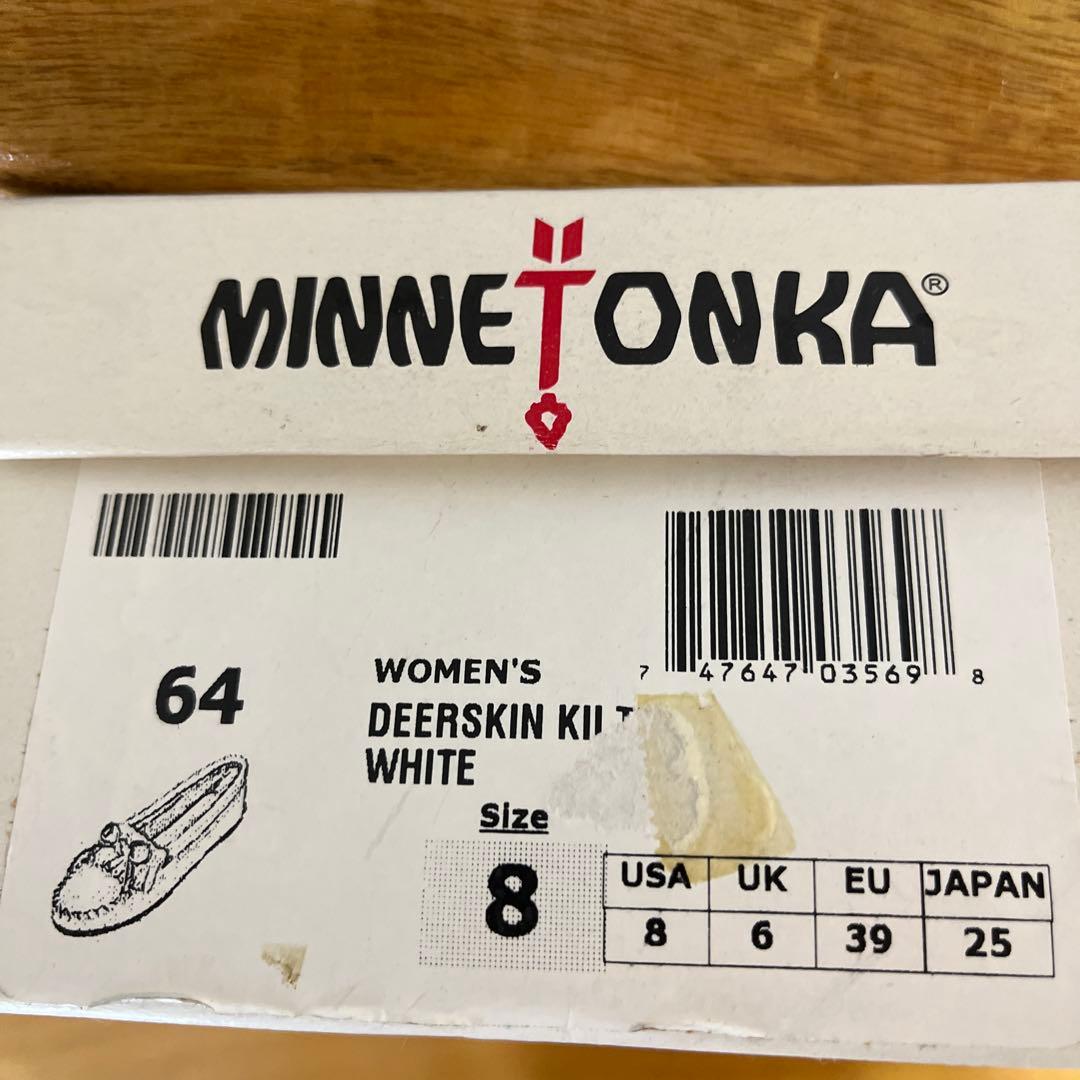 MINNETONKA®
64
WOMEN'S
DEERSKIN
WHITE
7 47647 03569 8
Size
8
USA UK EU JAPAN
8 6 39 25